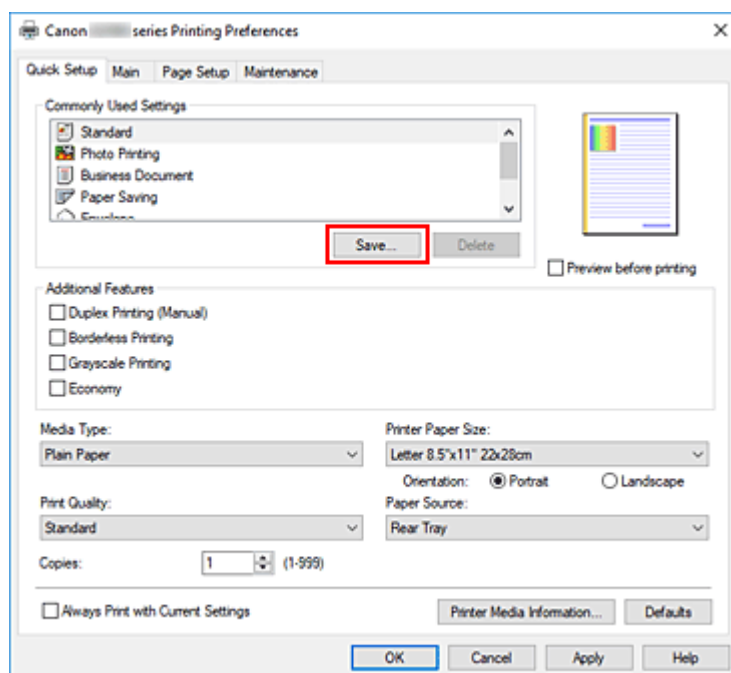 Canon series Printing Preferences
Quick Setup Main Page Setup Maintenance
Commonly Used Settings
Standard
Photo Printing
Business Document
Paper Saving
Save... Delete
Preview before printing
Additional Features
Duplex Printing (Manual)
Borderless Printing
Grayscale Printing
Economy
Media Type: Printer Paper Size:
Plain Paper Letter 8.5"x11" 22x28cm
Orientation: Portrait Landscape
Print Quality: Paper Source:
Standard Rear Tray
Copies: 1 (1-999)
Always Print with Current Settings Printer Media Information... Defaults
OK Cancel Apply Help